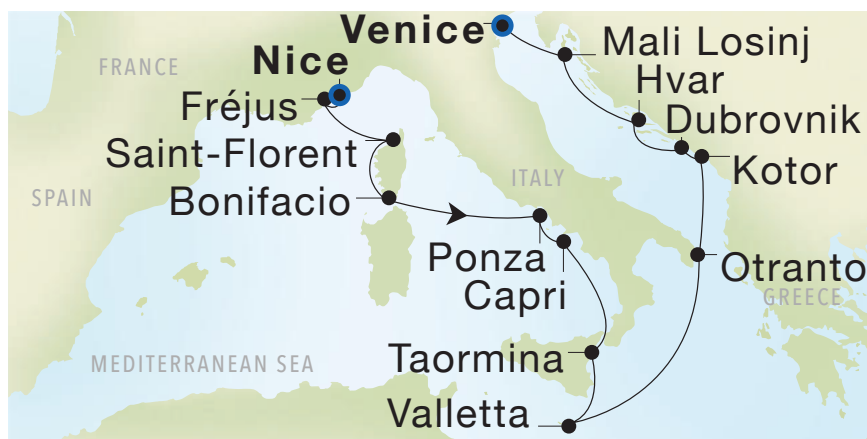 Venice
Mali Losinj
FRANCE
Nice
Hvar
Fréjus
Dubrovnik
Saint-Florent
Kotor
SPAIN
ITALY
Bonifacio
Ponza
Otranto
Capri
GREECE
MEDITERRANEAN SEA
Taormina
Valletta